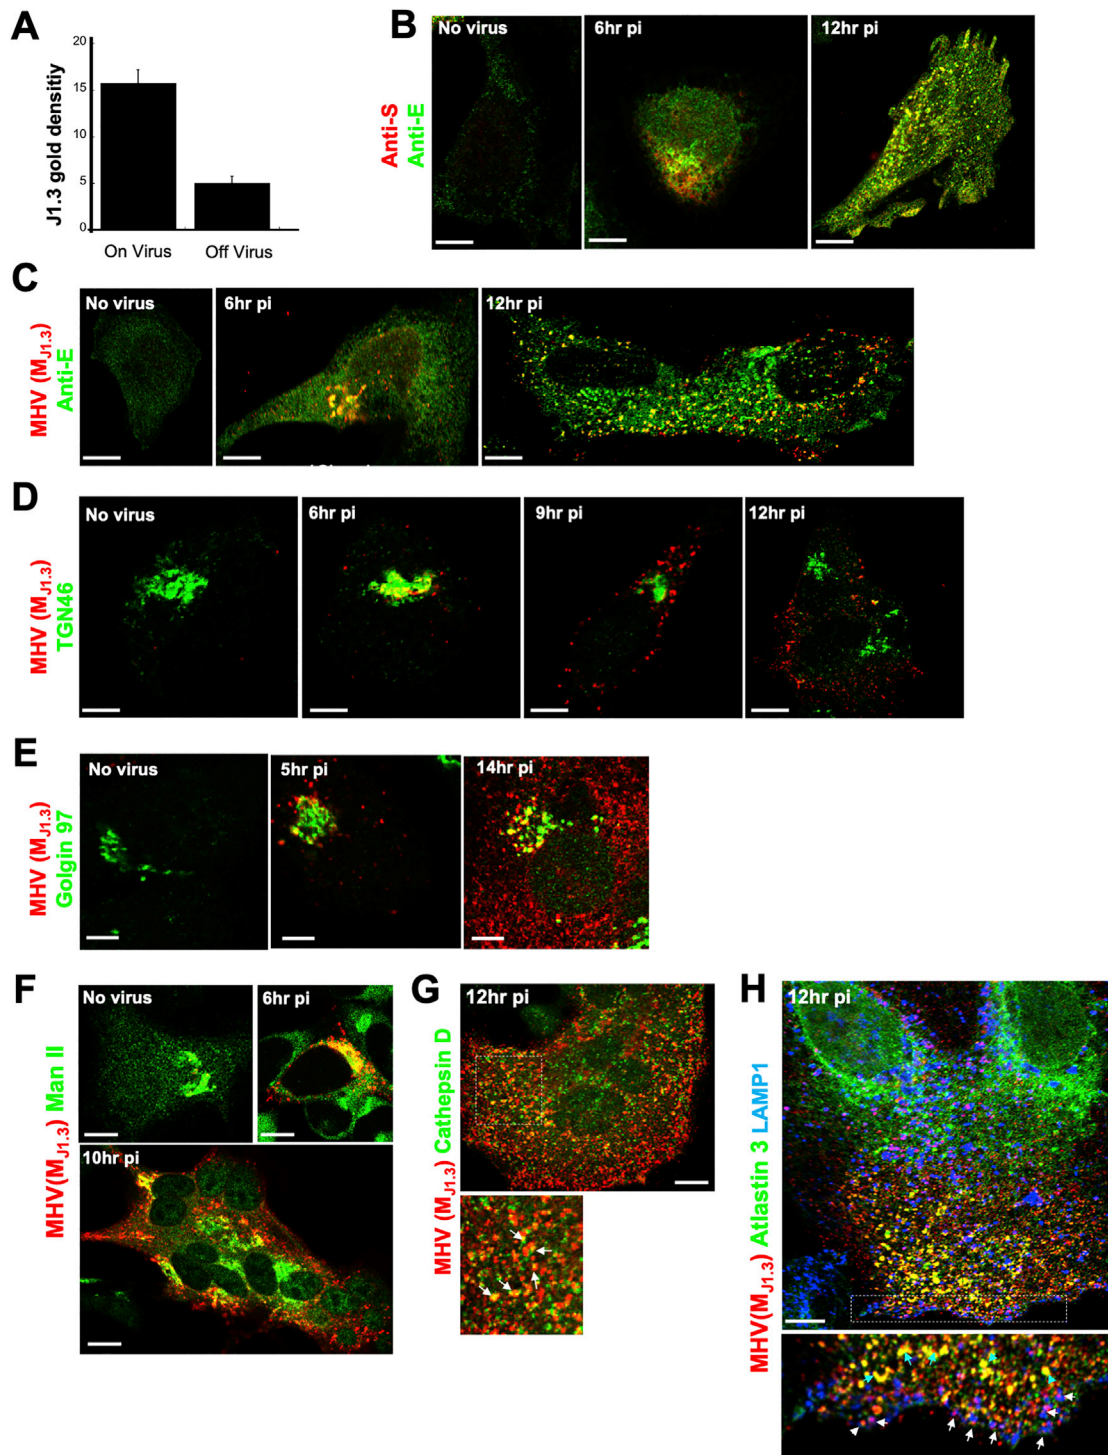 A
J1.3 gold densitiy
20
15
10
5
0
On Virus
Off Virus
B
Anti-S
Anti-E
No virus
6hr pi
12hr pi
C
MHV (MJ1.3)
Anti-E
No virus
6hr pi
12hr pi
D
MHV (MJ1.3)
TGN46
No virus
6hr pi
9hr pi
12hr pi
E
MHV (MJ1.3)
Golgin 97
No virus
5hr pi
14hr pi
F
MHV(MJ1.3) Man II
No virus
6hr pi
10hr pi
G
MHV (MJ1.3) Cathepsin D
12hr pi
H
MHV(MJ1.3) Atlastin 3 LAMP1
12hr pi